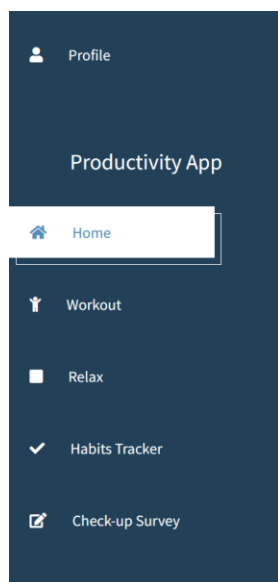 Profile
Productivity App
Home
Workout
Relax
Habits Tracker
Check-up Survey